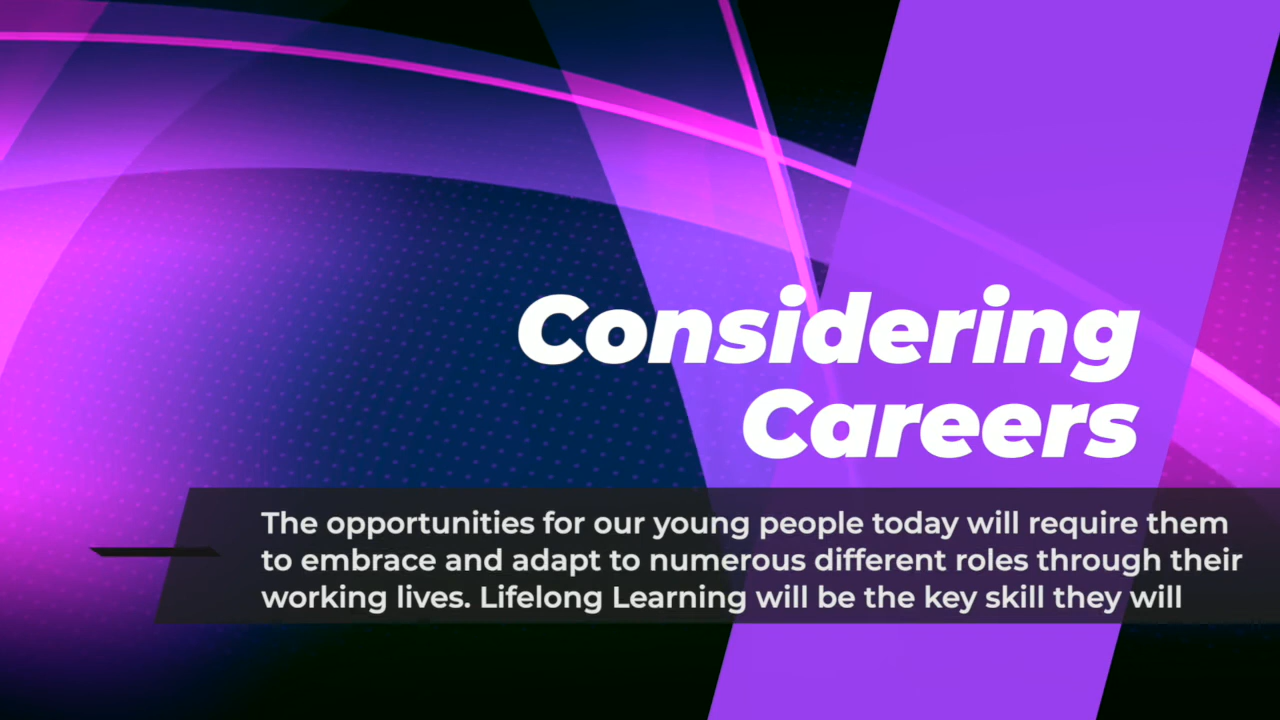 Considering
Careers
The opportunities for our young people today will require them
to embrace and adapt to numerous different roles through their
working lives. Lifelong Learning will be the key skill they will